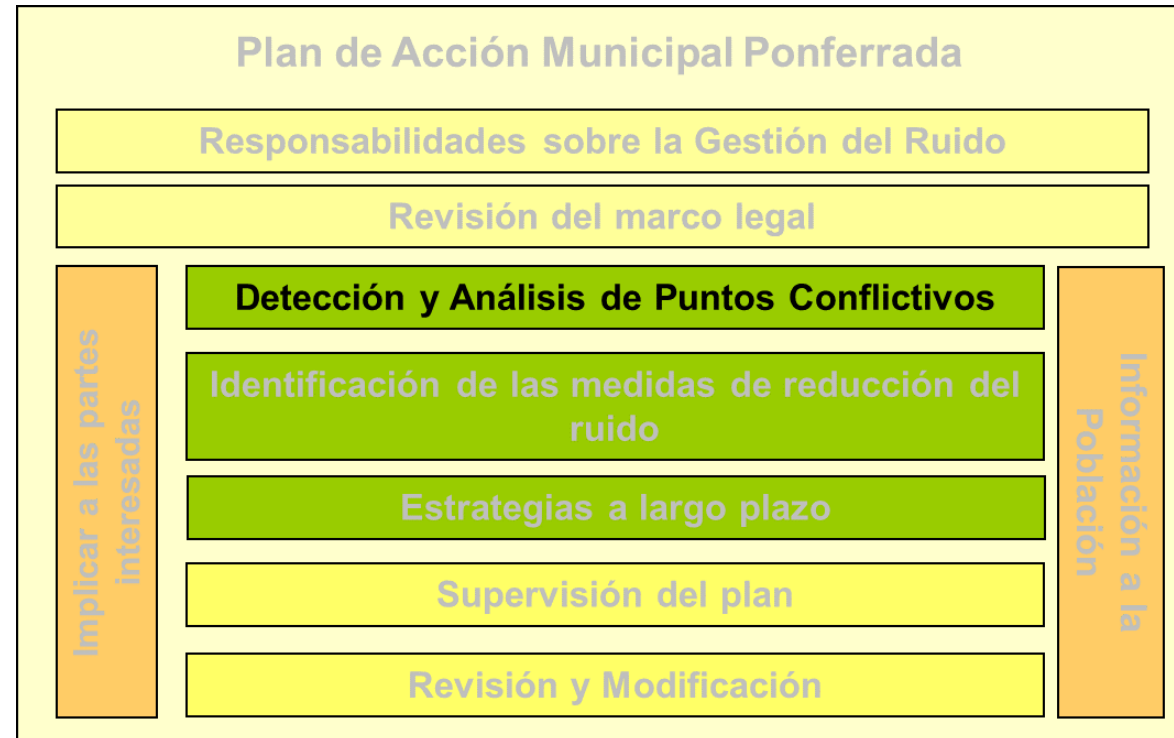 Plan de Acción Municipal Ponferrada
Responsabilidades sobre la Gestión del Ruido
Revisión del marco legal
Implicar a las partes
interesadas
Detección y Análisis de Puntos Conflictivos
Identificación de las medidas de reducción del
ruido
Estrategias a largo plazo
Supervisión del plan
Revisión y Modificación
Información a la
Población